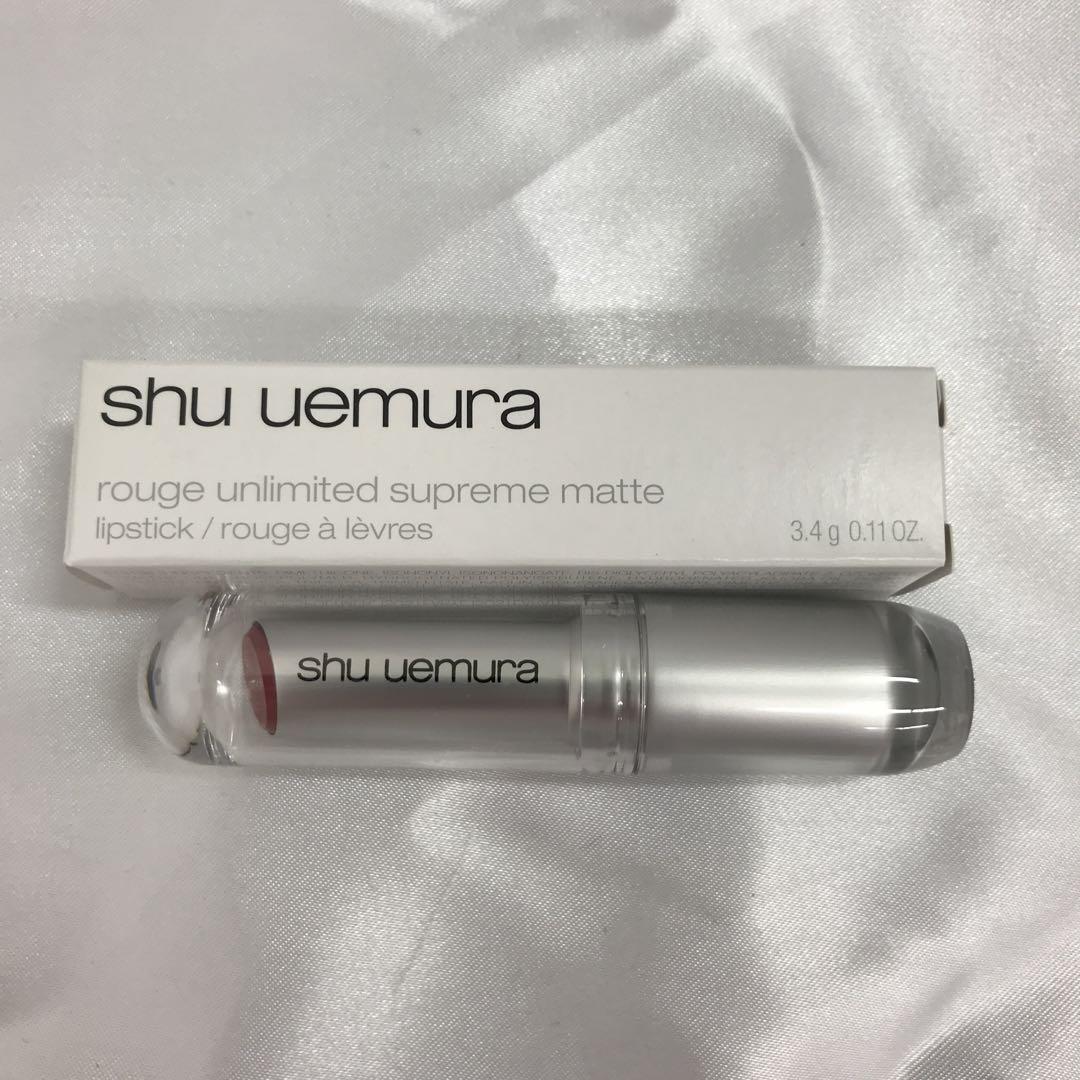 shu uemura
rouge unlimited supreme matte
lipstick / rouge à lèvres
3.4 g 0.11 OZ.
shu uemura